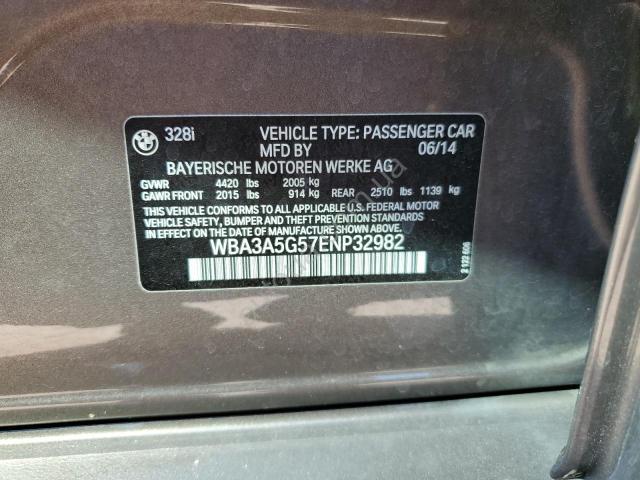 328i VEHICLE TYPE: PASSENGER CAR
MFD BY 06/14
BAYERISCHE MOTOREN WERKE AG
GVWR 4420 lbs 2005 kg
GAWR FRONT 2015 lbs 914 kg REAR 2510 lbs 1139 kg
THIS VEHICLE CONFORMS TO ALL APPLICABLE U.S. FEDERAL MOTOR
VEHICLE SAFETY, BUMPER AND THEFT PREVENTION STANDARDS IN EFFECT
ON THE DATE OF MANUFACTURE SHOWN ABOVE.
WBA3A5G57ENP32982